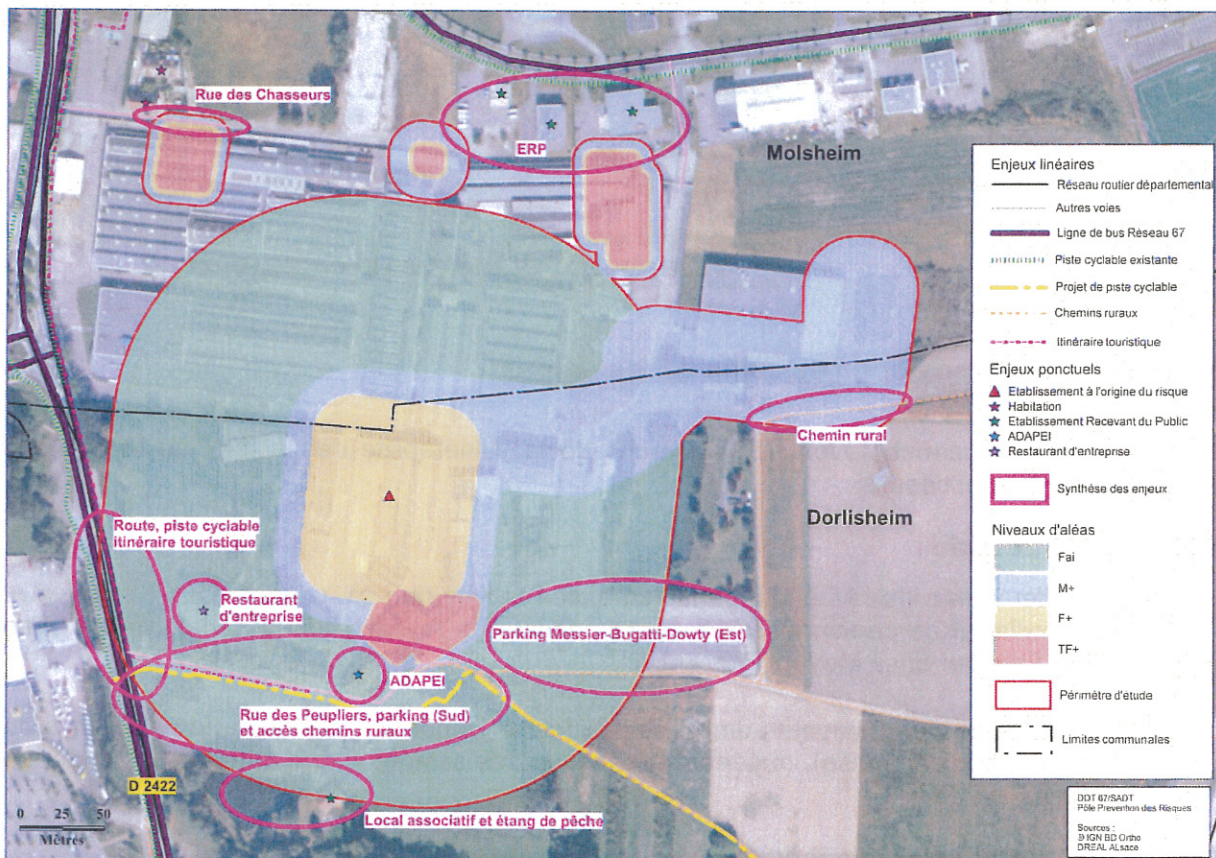 Rue des Chasseurs
ERP
Molsheim
Chemin rural
Dorlisheim
Route, piste cyclable
itinéraire touristique
Restaurant
d'entreprise
Parking Messier-Bugatti-Dowty (Est)
ADAPEI
Rue des Peupliers, parking (Sud)
et accès chemins ruraux
D 2422
Local associatif et étang de pêche
0 25 50
Mètres
Enjeux linéaires
Réseau routier départemental
Autres voies
Ligne de bus Réseau 67
Piste cyclable existante
Projet de piste cyclable
Chemins ruraux
Itinéraire touristique
Enjeux ponctuels
Etablissement à l'origine du risque
Habitation
Etablissement Recevant du Public
ADAPEI
Restaurant d'entreprise
Synthèse des enjeux
Niveaux d'aléas
Fai
M+
F+
TF+
Périmètre d'étude
Limites communales
DDT 67/SADT
Pôle Prévention des Risques
Sources :
© IGN BD Ortho
DREAL ALsace